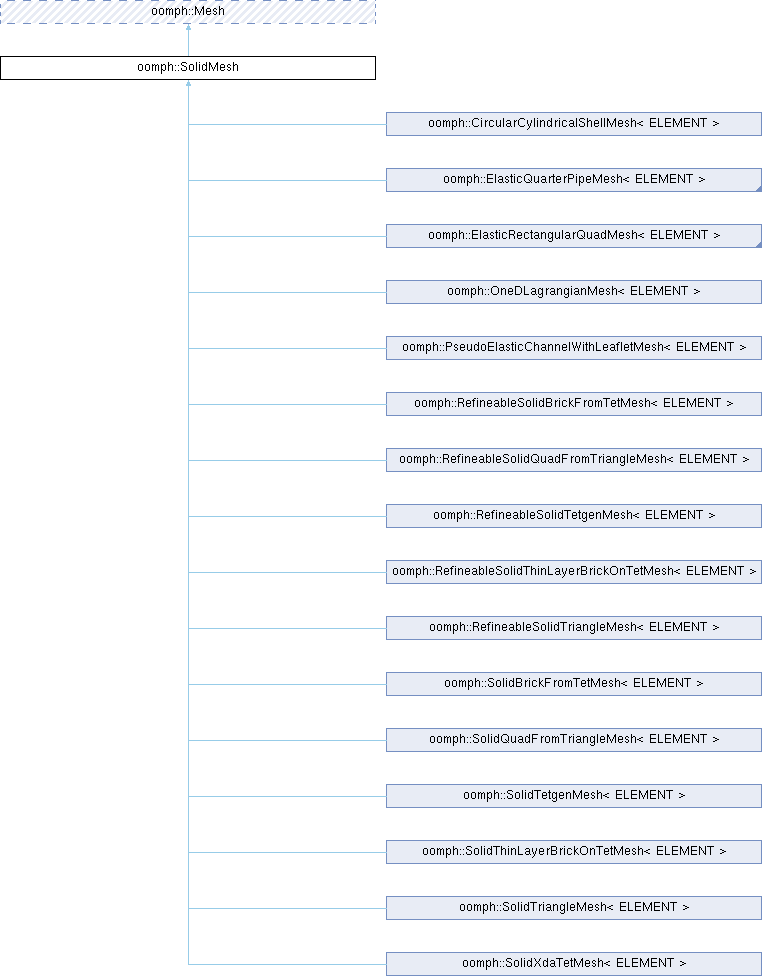 oomph::Mesh
oomph::SolidMesh
oomph::CircularCylindricalShellMesh< ELEMENT >
oomph::ElasticQuarterPipeMesh< ELEMENT >
oomph::ElasticRectangularQuadMesh< ELEMENT >
oomph::OneDLagrangianMesh< ELEMENT >
oomph::PseudoElasticChannelWithLeafletMesh< ELEMENT >
oomph::RefineableSolidBrickFromTetMesh< ELEMENT >
oomph::RefineableSolidQuadFromTriangleMesh< ELEMENT >
oomph::RefineableSolidTetgenMesh< ELEMENT >
oomph::RefineableSolidThinLayerBrickOnTetMesh< ELEMENT >
oomph::RefineableSolidTriangleMesh< ELEMENT >
oomph::SolidBrickFromTetMesh< ELEMENT >
oomph::SolidQuadFromTriangleMesh< ELEMENT >
oomph::SolidTetgenMesh< ELEMENT >
oomph::SolidThinLayerBrickOnTetMesh< ELEMENT >
oomph::SolidTriangleMesh< ELEMENT >
oomph::SolidXdaTetMesh< ELEMENT >